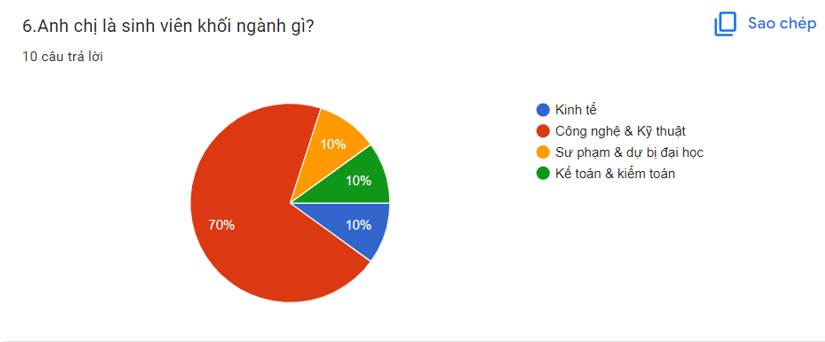 6.Anh chị là sinh viên khối ngành gì?
Sao chép
10 câu trả lời
Kinh tế
Công nghệ & Kỹ thuật
Sư phạm & dự bị đại học
Kế toán & kiểm toán
10%
10%
10%
70%